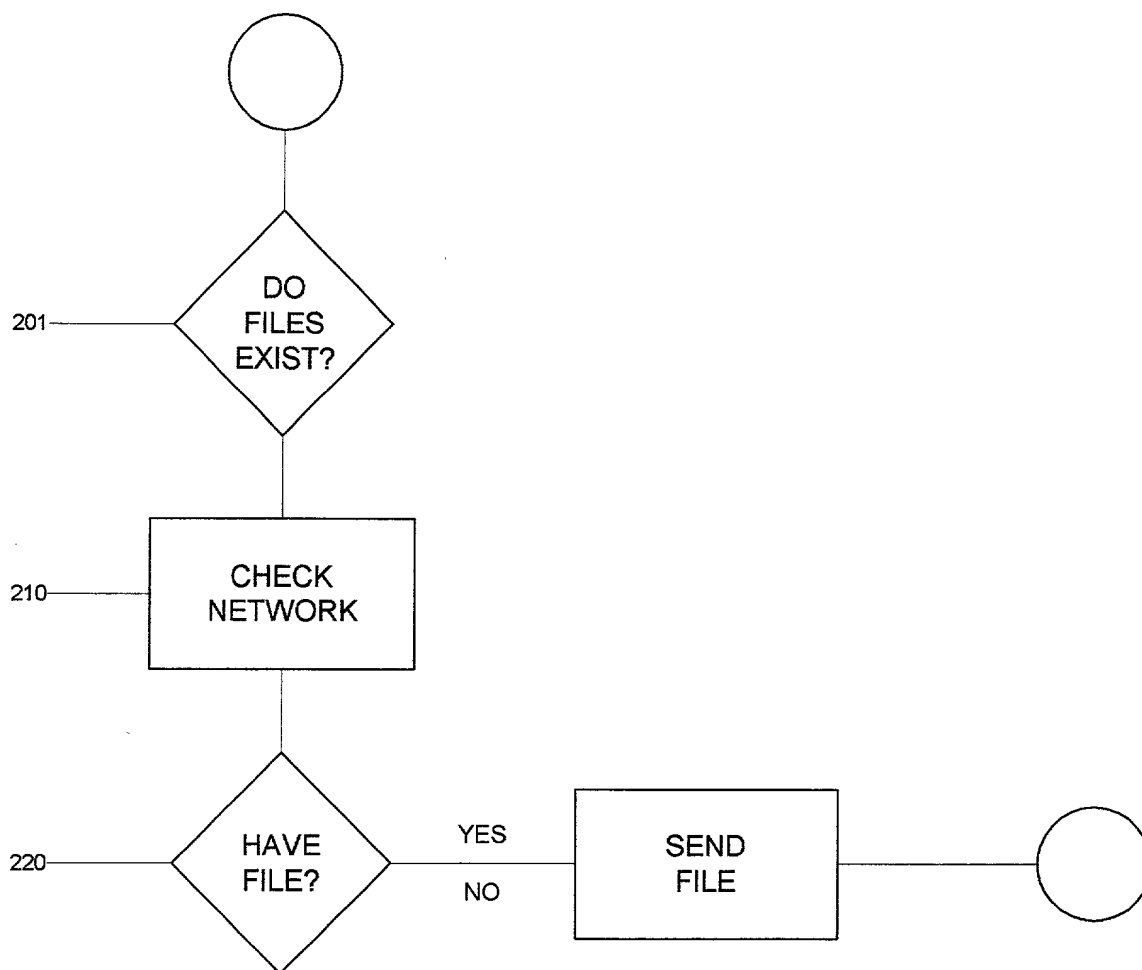 DO
FILES
EXIST?
201
CHECK
NETWORK
210
HAVE
FILE?
220
YES
NO
SEND
FILE